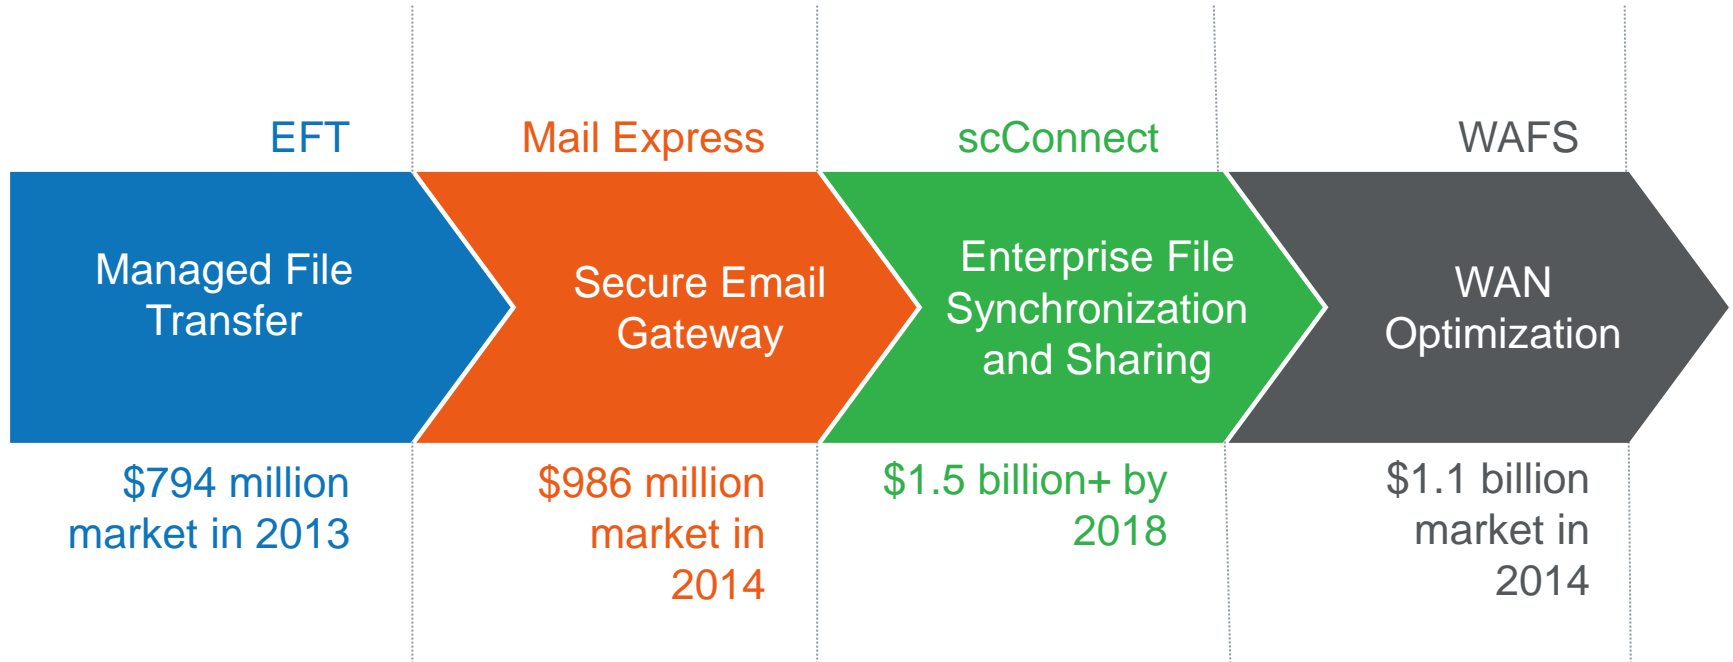 EFT
Mail Express
scConnect
WAFS
Managed File
Transfer
Secure Email
Gateway
Enterprise File
Synchronization
and Sharing
WAN
Optimization
$794 million
market in 2013
$986 million
market in
2014
$1.5 billion+ by
2018
$1.1 billion
market in
2014